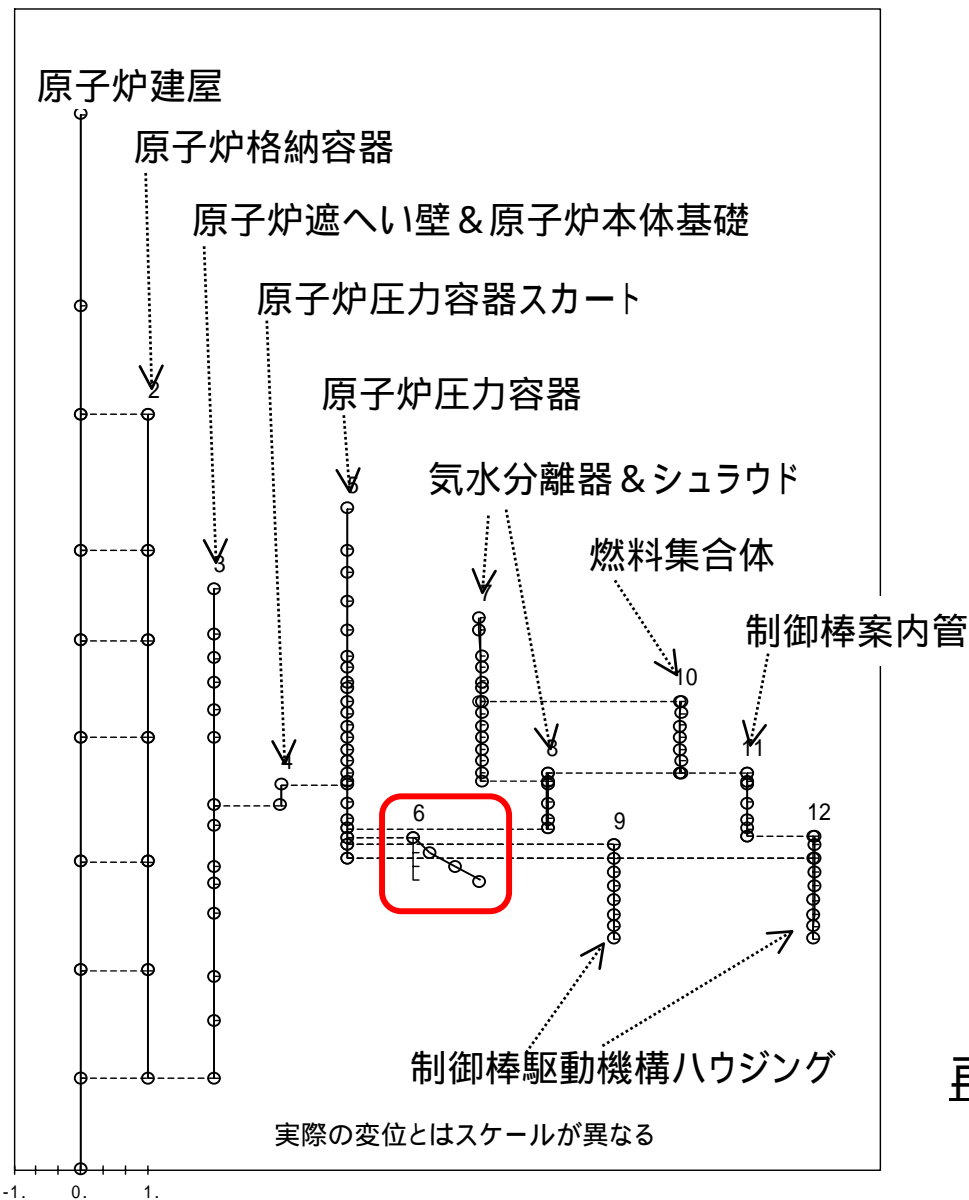 原子炉建屋
原子炉格納容器
2
原子炉遮へい壁&原子炉本体基礎
原子炉圧力容器スカート
原子炉圧力容器
5
気水分離器&シュラウド
燃料集合体
3
7
制御棒案内管
10
4
8
11
6
9
12
制御棒駆動機構ハウジング
実際の変位とはスケールが異なる
-1. 0. 1.